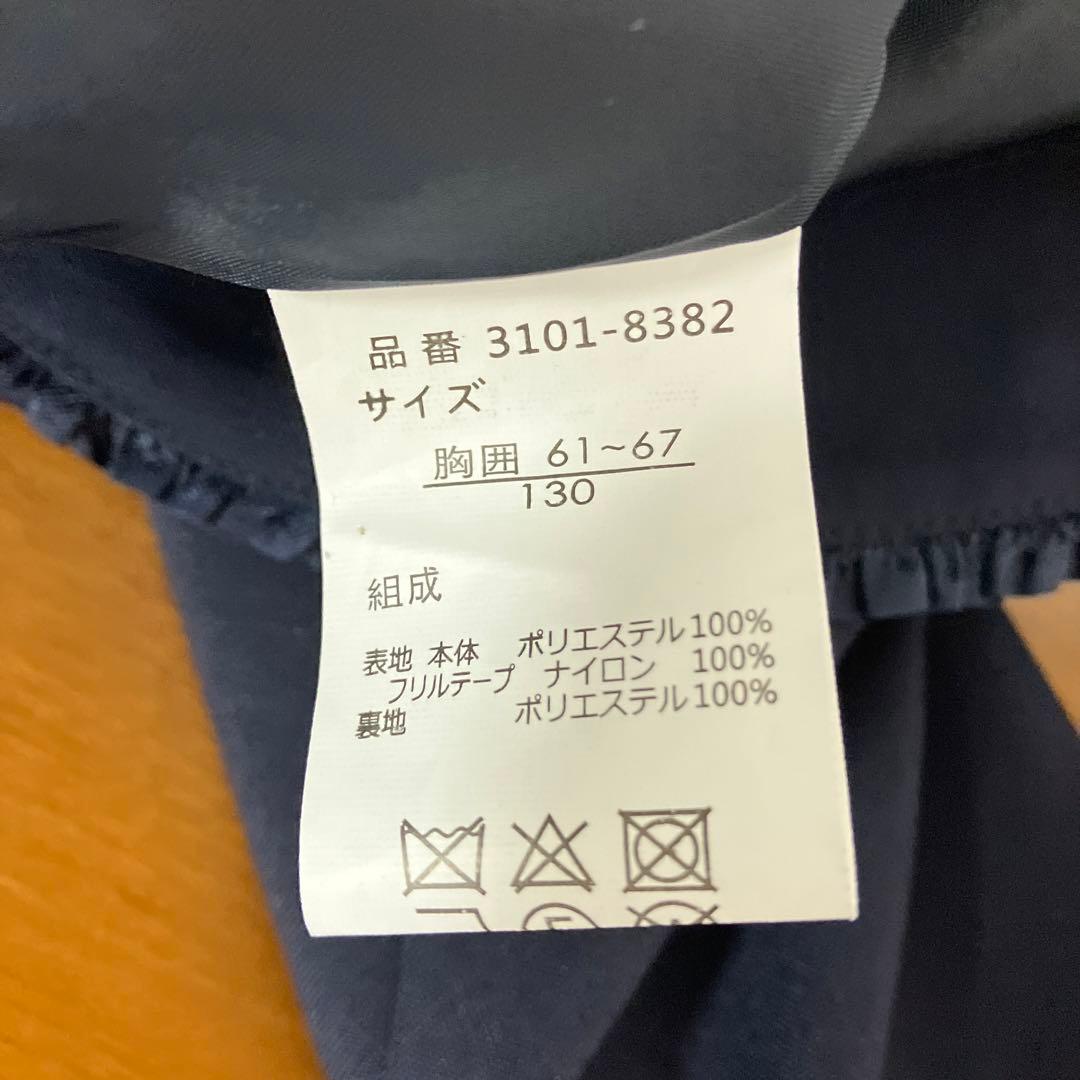 品番 3101-8382
サイズ
胸囲 61~67
130
組成
表地 本体 ポリエステル100%
フリルテープ ナイロン 100%
裏地 ポリエステル100%